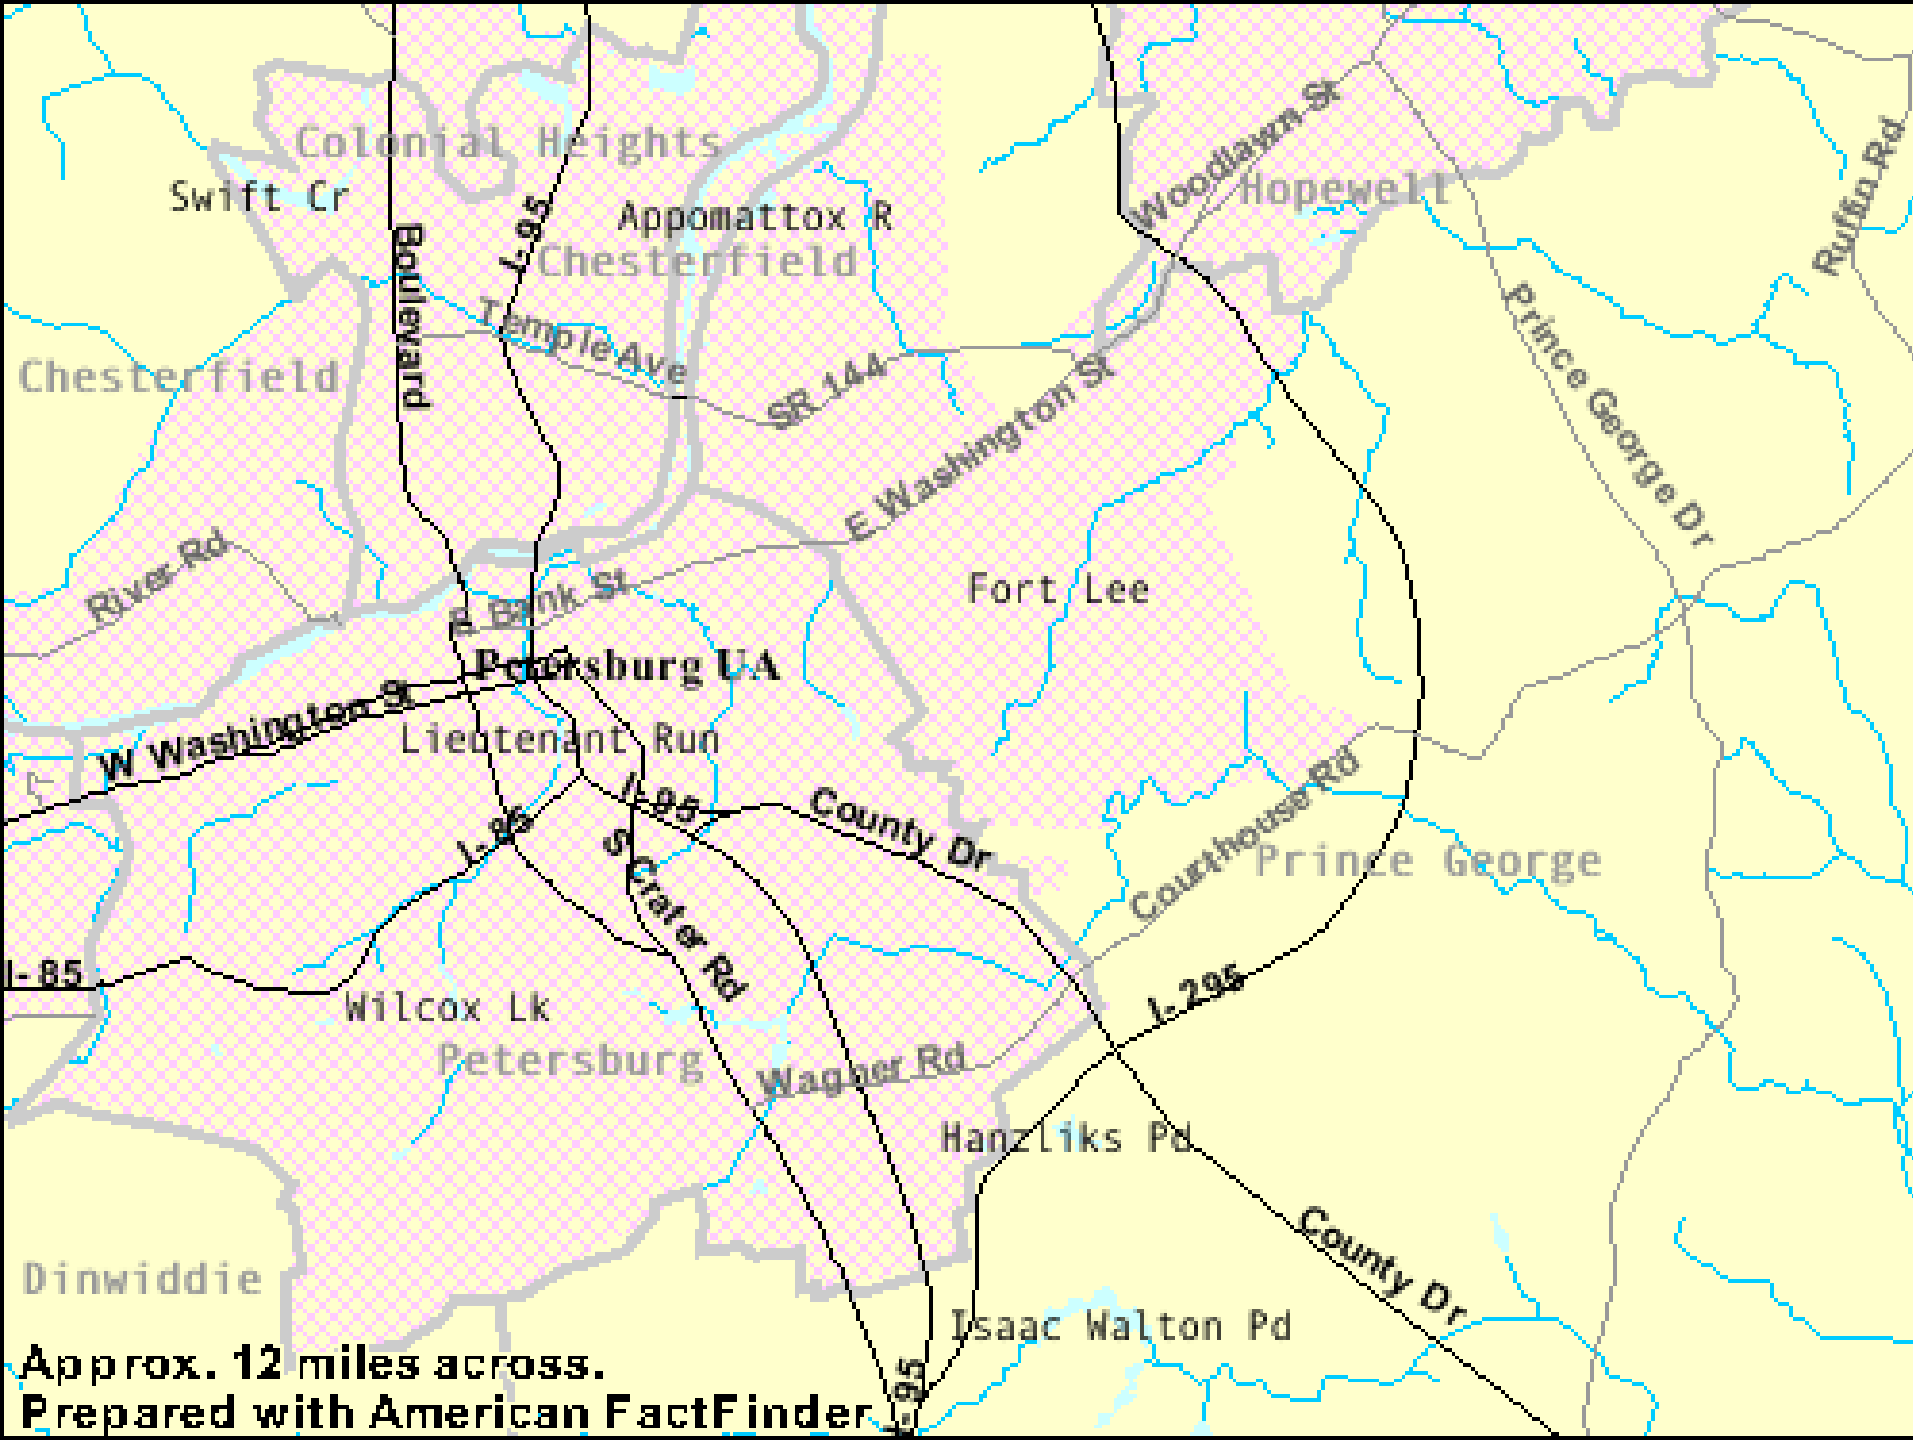 Colonial Heights
Swift Cr
Boulevard
I-95
Appomattox R
Chesterfield
Woodlawn St
Hopewell
Ruffin Rd
Temple Ave
Chesterfield
SR 144
Prince George Dr
E Washington St
River Rd
Fort Lee
E Bank St
Petersburg UA
W Washington St
Lieutenant Run
I-95
County Dr
I-85
S Crater Rd
Courthouse Rd
Prince George
I-85
Wilcox Lk
I-295
Petersburg
Wagner Rd
Hanzliks Pd
County Dr
Dinwiddie
Isaac Walton Pd
I-95
Approx. 12 miles across.
Prepared with American FactFinder